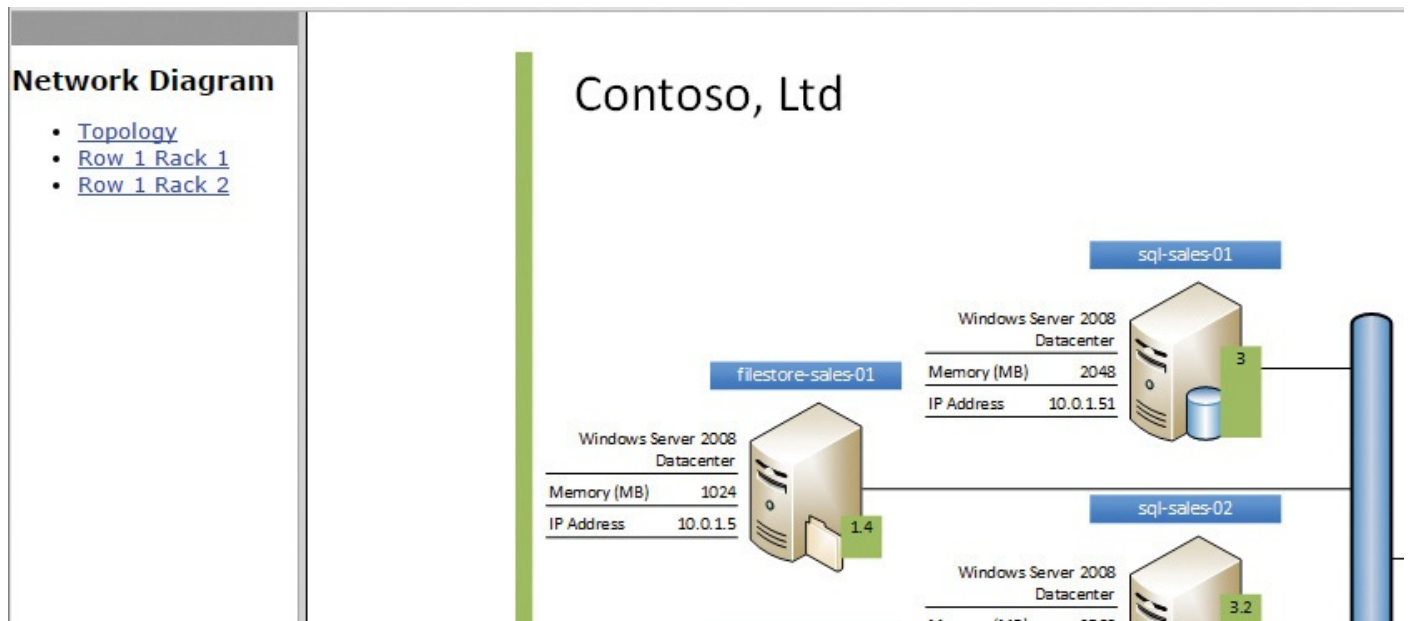 Network Diagram
Topology
Row 1 Rack 1
Row 1 Rack 2
Contoso, Ltd
sql-sales-01
Windows Server 2008
Datacenter
Memory (MB) 2048
IP Address 10.0.1.51
3
filestore-sales-01
Windows Server 2008
Datacenter
Memory (MB) 1024
IP Address 10.0.1.5
1.4
sql-sales-02
Windows Server 2008
Datacenter
3.2